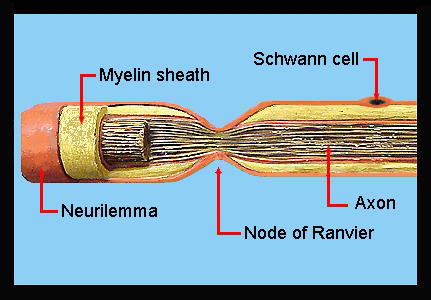 Schwann cell
Myelin sheath
Neurilemma
Axon
Node of Ranvier